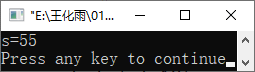 "E:\王化雨\01...
s=55
Press any key to continue